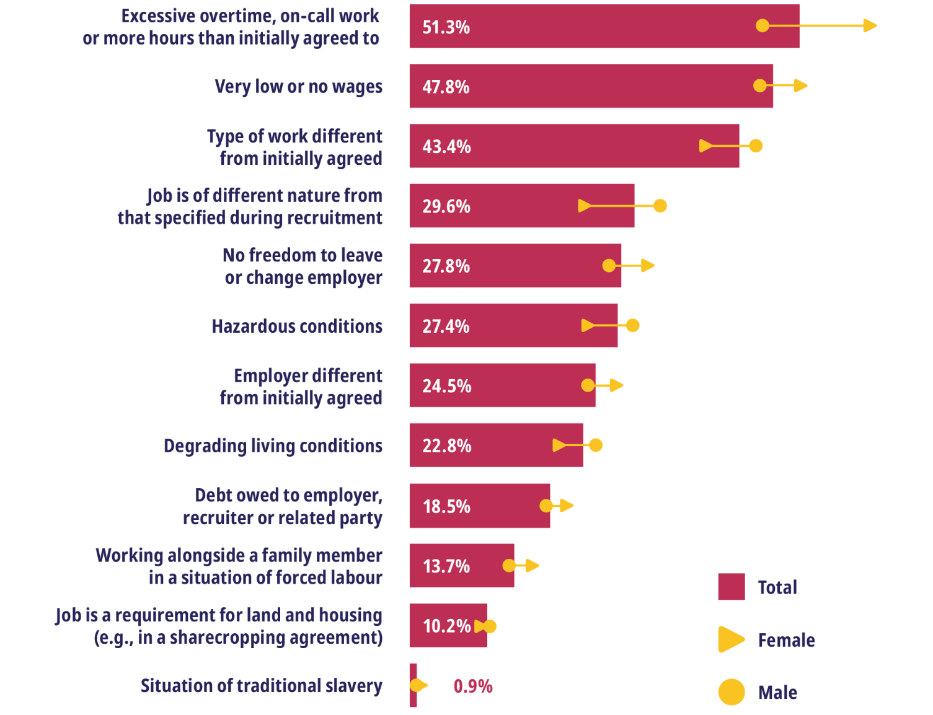 Excessive overtime, on-call work
or more hours than initially agreed to
51.3%
Very low or no wages
47.8%
Type of work different
from initially agreed
43.4%
Job is of different nature from
that specified during recruitment
29.6%
No freedom to leave
or change employer
27.8%
Hazardous conditions
27.4%
Employer different
from initially agreed
24.5%
Degrading living conditions
22.8%
Debt owed to employer,
recruiter or related party
18.5%
Working alongside a family member
in a situation of forced labour
13.7%
Job is a requirement for land and housing
(e.g., in a sharecropping agreement)
10.2%
Situation of traditional slavery
0.9%
Total
Female
Male